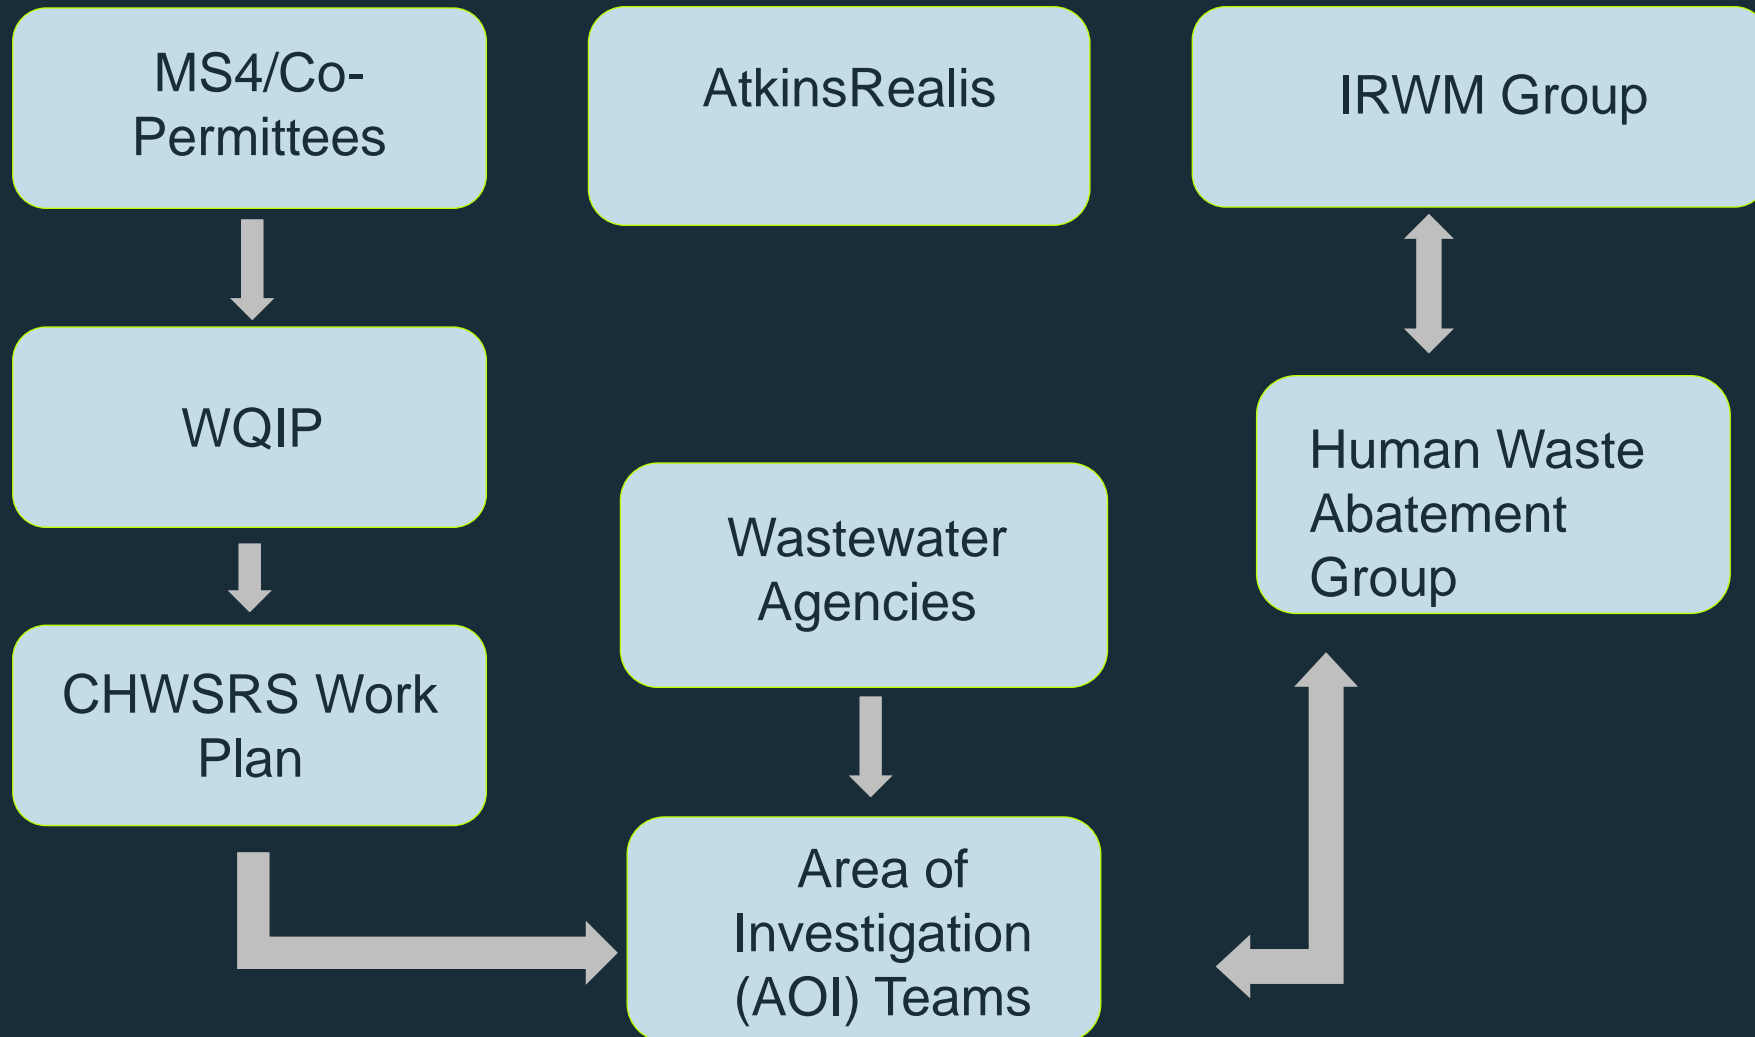 MS4/Co-
Permittees
AtkinsRealis
IRWM Group
WQIP
Human Waste
Abatement
Group
Wastewater
Agencies
CHWSRS Work
Plan
Area of
Investigation
(AOI) Teams